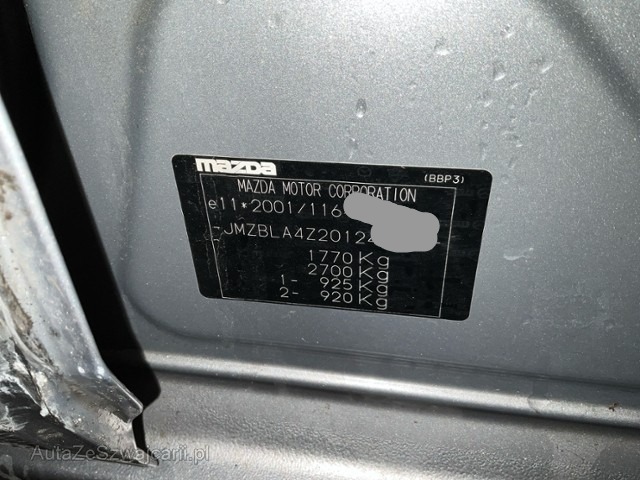 mazda
(BBP3)
MAZDA MOTOR CORPORATION
e11*2001/116
-JMZBLA4Z2012
1770Kg
2700Kg
1- 925Kg
2- 920Kg
AutaZeSzwajcarii.pl